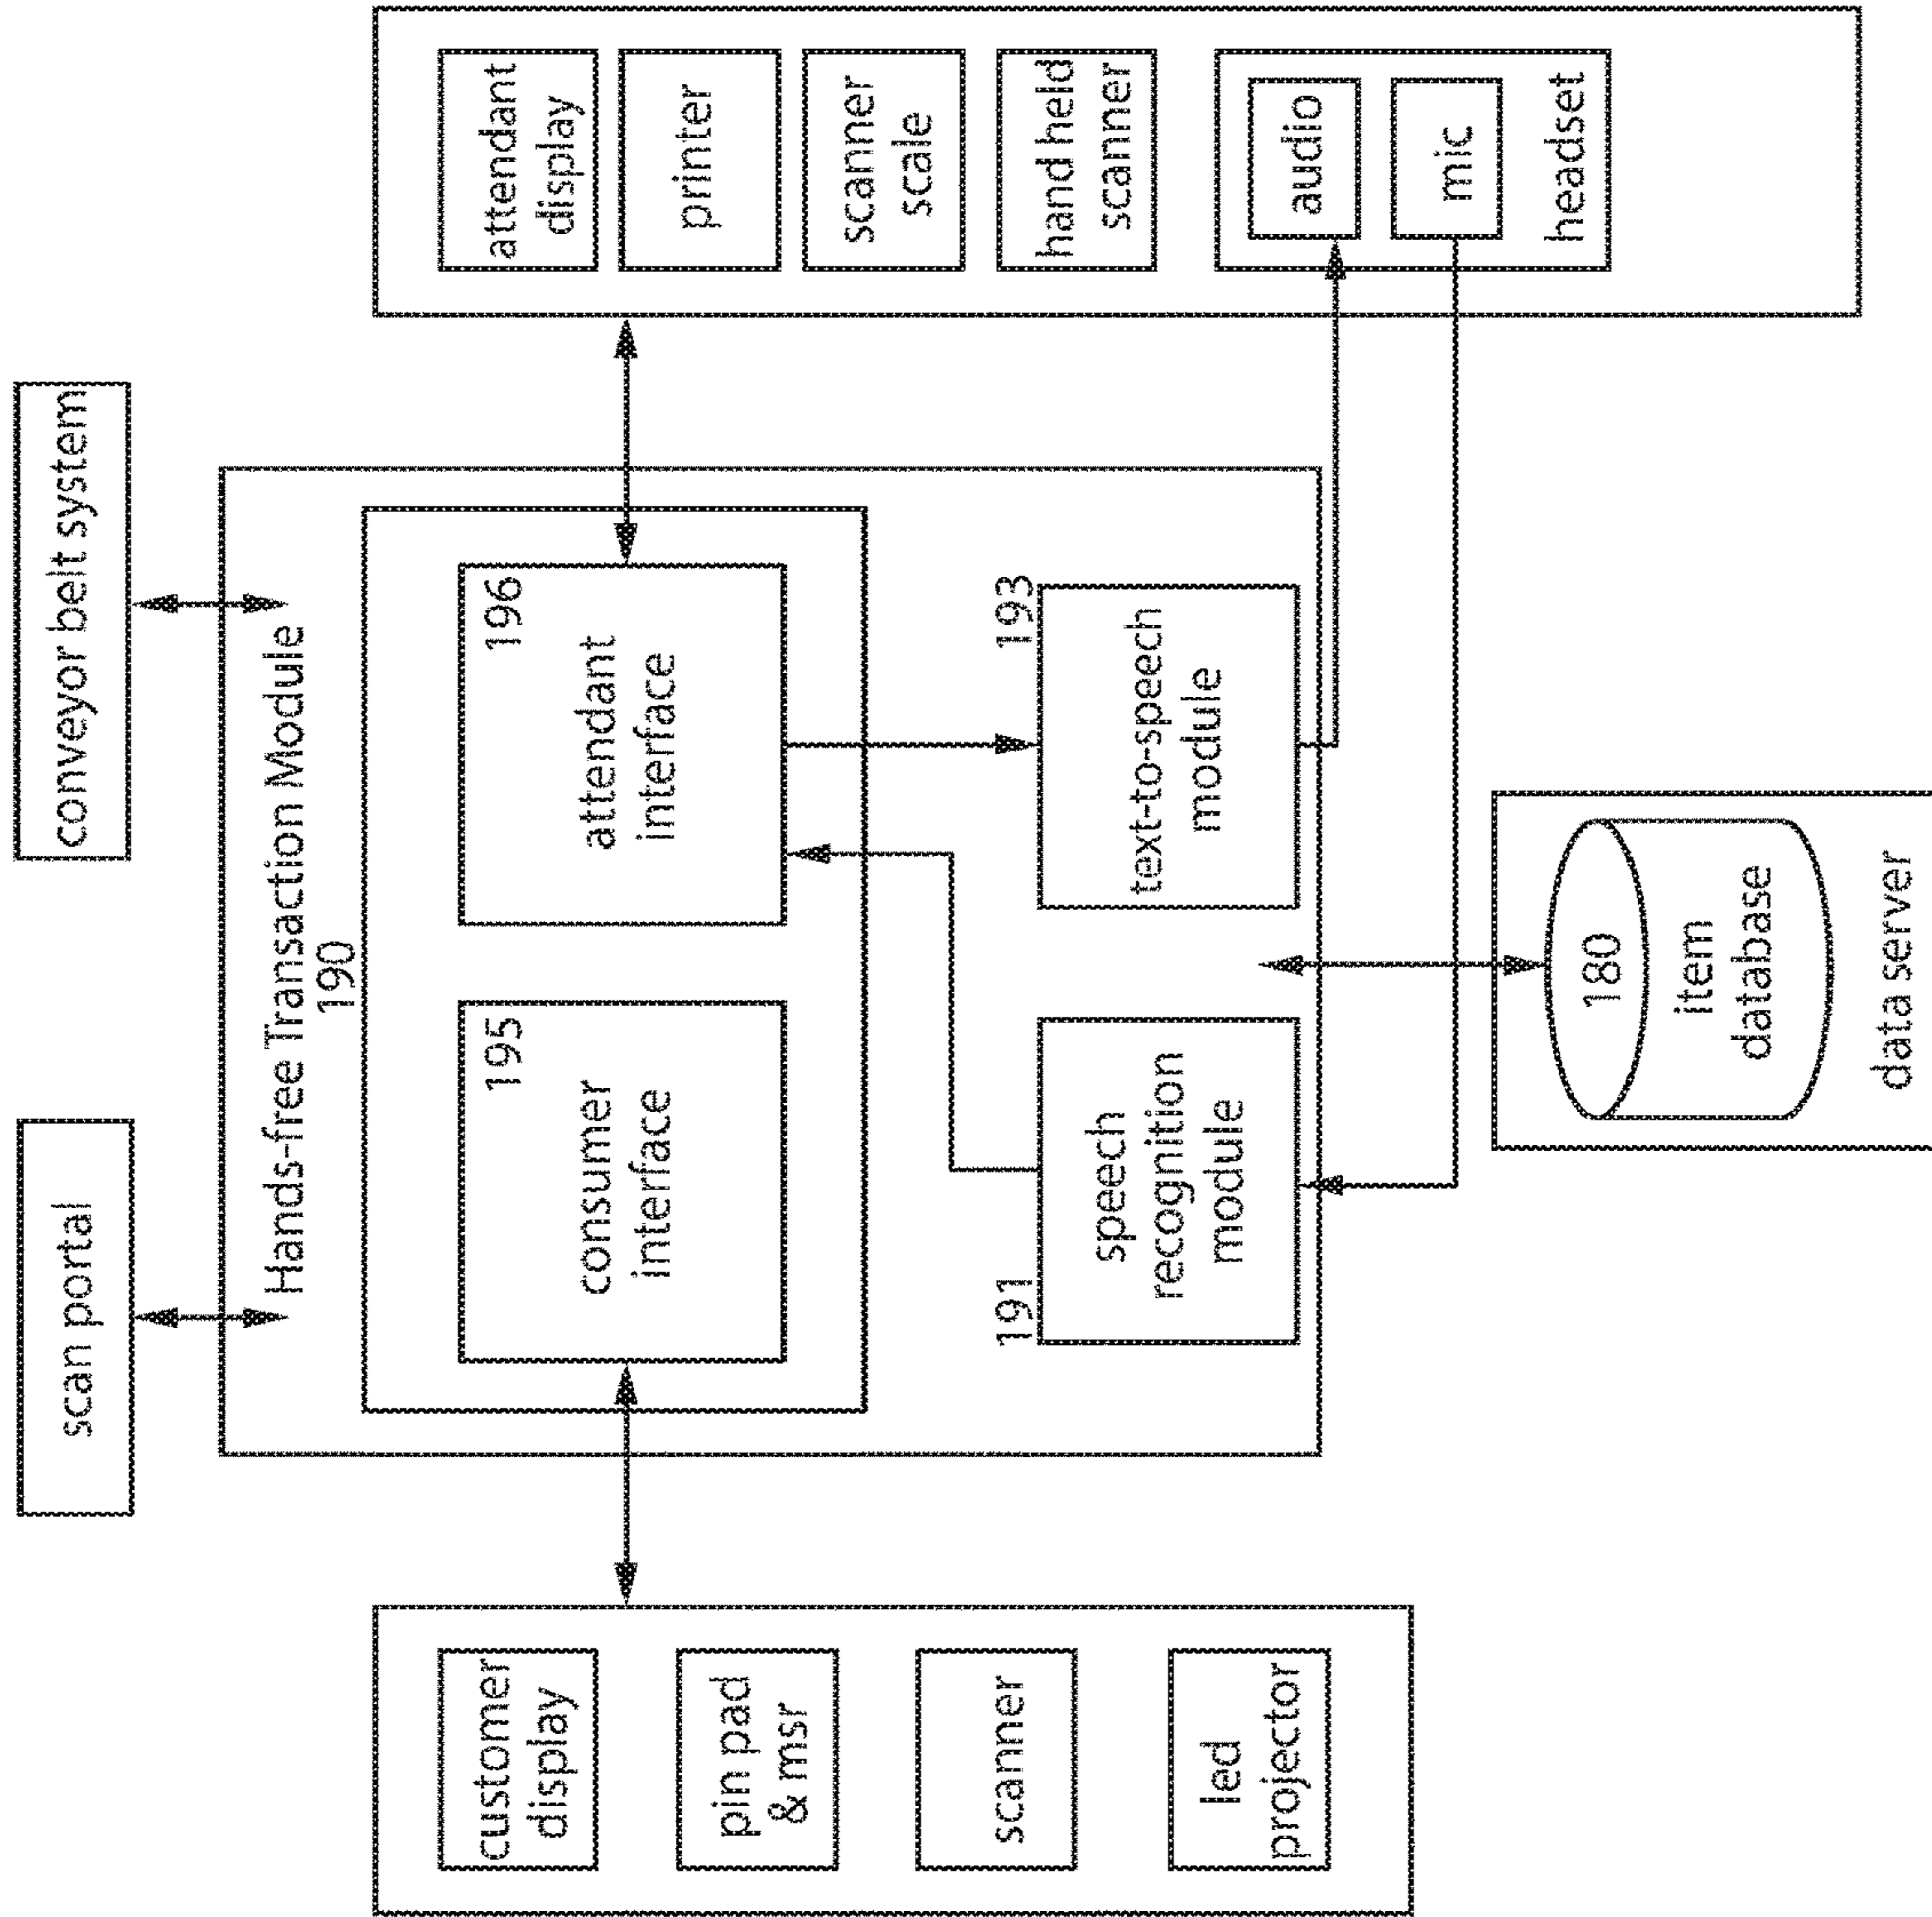 scan portal
conveyor belt system
Hands-free Transaction Module
190
customer
display
pin pad
& msr
scanner
led
projector
195
consumer
interface
196
attendant
interface
191
speech
recognition
module
193
text-to-speech
module
attendant
display
printer
scanner
scale
hand held
scanner
audio
mic
headset
180
item
database
data server